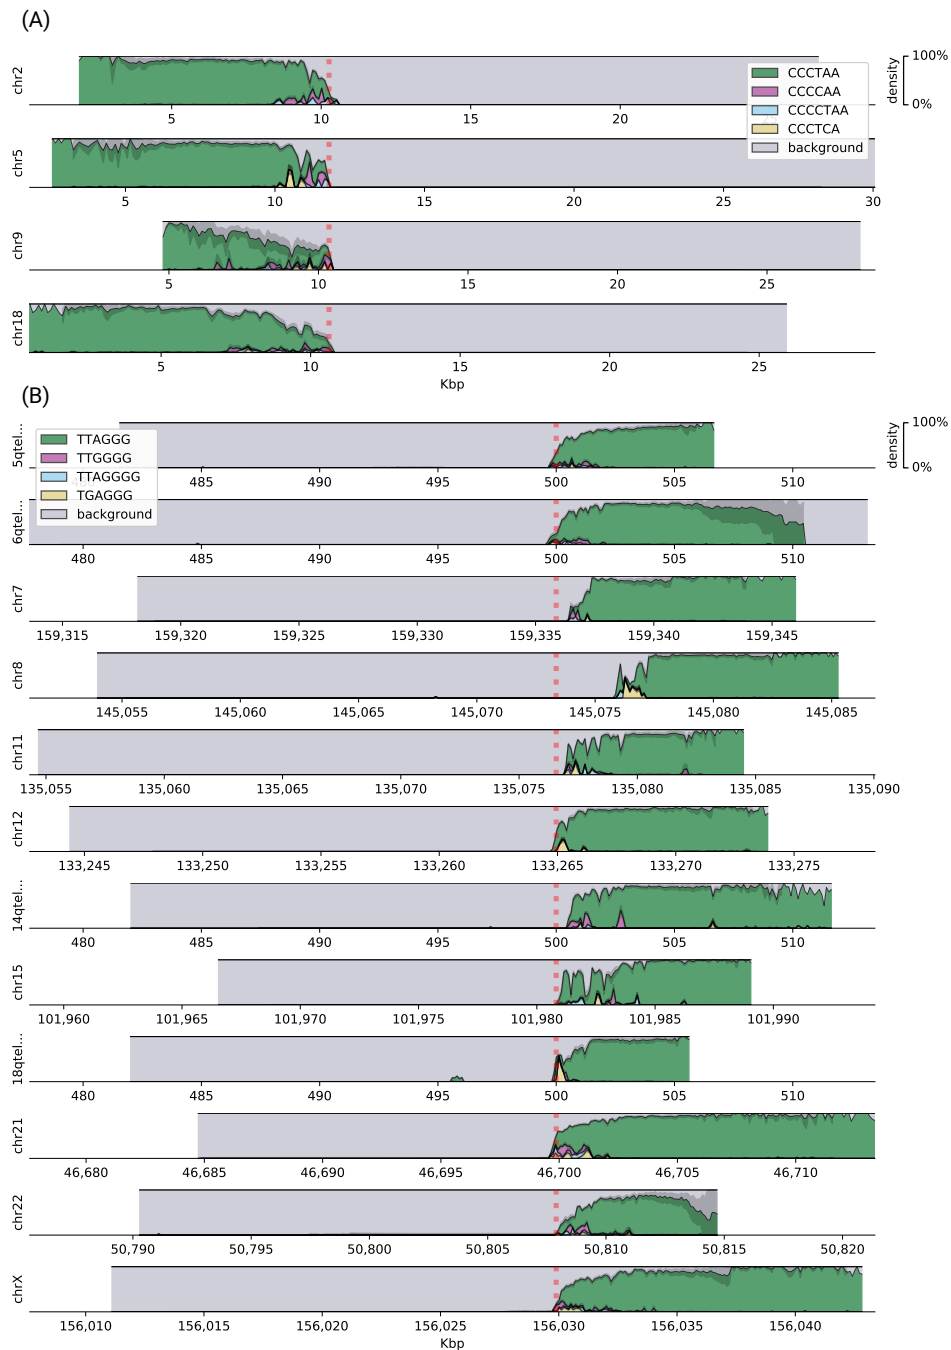 (A)
chr2
5 10 15 20
density
100%
0%
CCCTAA
CCCCAA
CCCCTAA
CCCTCA
background
chr5
5 10 15 20 25 30
chr9
5 10 15 20 25
chr18
5 10 15 20 25
Kbp
(B)
5qtel...
485 490 495 500 505 510
density
100%
0%
TTAGGG
TTGGGG
TTAGGGG
TGAGGG
background
6qtel...
480 485 490 495 500 505 510
chr7
159,315 159,320 159,325 159,330 159,335 159,340 159,345
chr8
145,055 145,060 145,065 145,070 145,075 145,080 145,085
chr11
135,055 135,060 135,065 135,070 135,075 135,080 135,085 135,090
chr12
133,245 133,250 133,255 133,260 133,265 133,270 133,275
14qtel...
480 485 490 495 500 505 510
chr15
101,960 101,965 101,970 101,975 101,980 101,985 101,990
18qtel...
480 485 490 495 500 505 510
chr21
46,680 46,685 46,690 46,695 46,700 46,705 46,710
chr22
50,790 50,795 50,800 50,805 50,810 50,815 50,820
chrX
156,010 156,015 156,020 156,025 156,030 156,035 156,040
Kbp